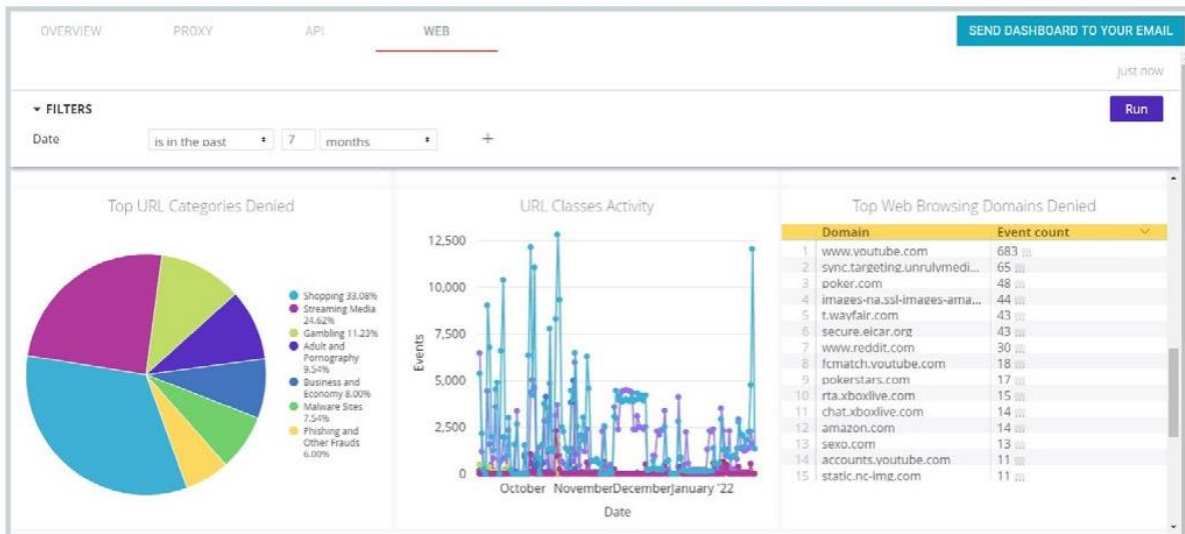 OVERVIEW PROXY API WEB SEND DASHBOARD TO YOUR EMAIL
just now
FILTERS Run
Date is in the past 7 months +
Top URL Categories Denied
Shopping 33.08%
Streaming Media
24.62%
Gambling 11.23%
Adult and
Pornography
9.54%
Business and
Economy 8.00%
Malware Sites
7.54%
Phishing and
Other Frauds
6.00%
URL Classes Activity
12,500
10,000
7,500
5,000
2,500
0
Events
October November December January '22
Date
Top Web Browsing Domains Denied
Domain Event count
1 www.youtube.com 683
2 sync.targeting.unrulymedi... 65
3 poker.com 48
4 images-na.ssl-images-ama... 44
5 t.wayfair.com 43
6 secure.eicar.org 43
7 www.reddit.com 30
8 fcmatch.youtube.com 18
9 pokerstars.com 17
10 rta.xboxlive.com 15
11 chat.xboxlive.com 14
12 amazon.com 14
13 sexo.com 13
14 accounts.youtube.com 11
15 static.nc-img.com 11